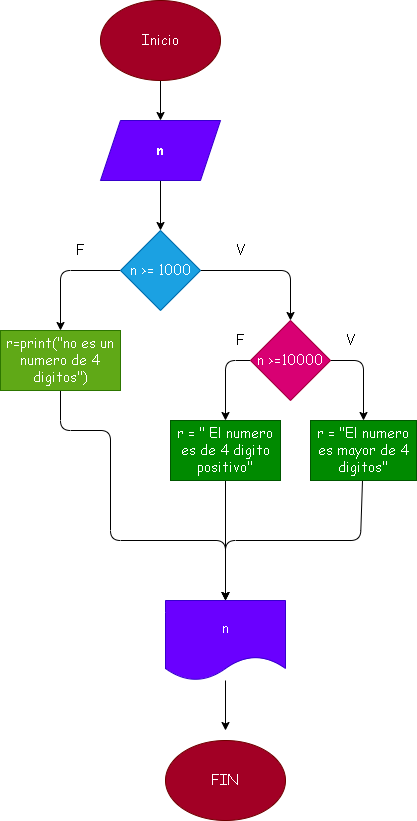 Inicio
n
F
V
n >= 1000
F
V
r=print("no es un
numero de 4
digitos")
n >=10000
r = " El numero
es de 4 digito
positivo"
r = "El numero
es mayor de 4
digitos"
n
FIN